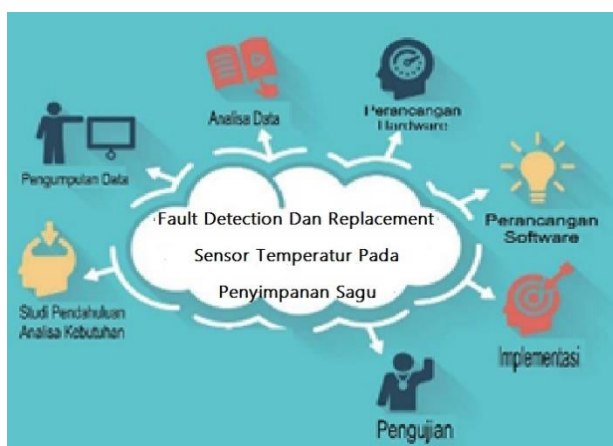 Analisa Data
Perancangan
Hardware
Pengumpulan Data
Perancangan
Software
Fault Detection Dan Replacement
Sensor Temperatur Pada
Penyimpanan Sagu
Studi Pendahuluan
Analisa Kebutuhan
Implementasi
Pengujian